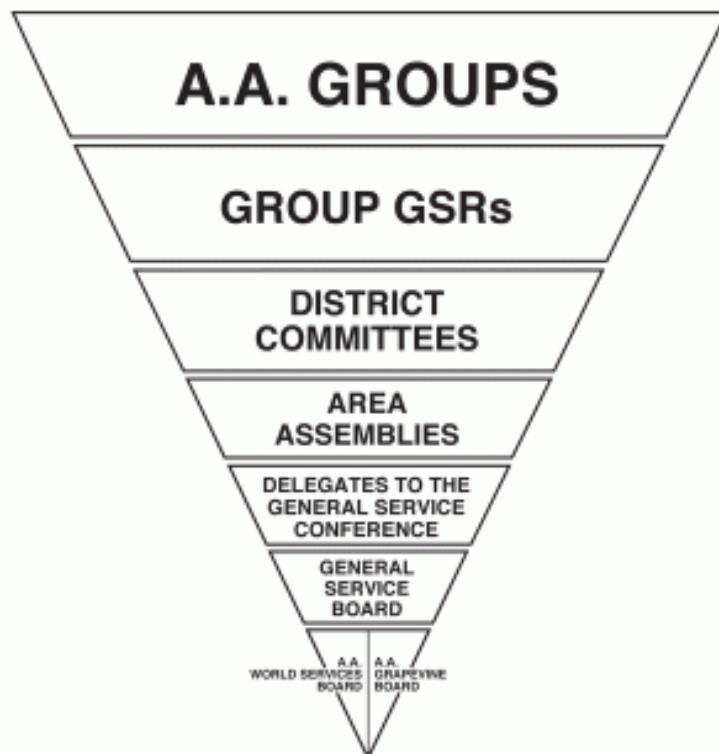 A.A. GROUPS
GROUP GSRs
DISTRICT
COMMITTEES
AREA
ASSEMBLIES
DELEGATES TO THE
GENERAL SERVICE
CONFERENCE
GENERAL
SERVICE
BOARD
A.A.
WORLD SERVICES
BOARD
A.A.
GRAPEVINE
BOARD